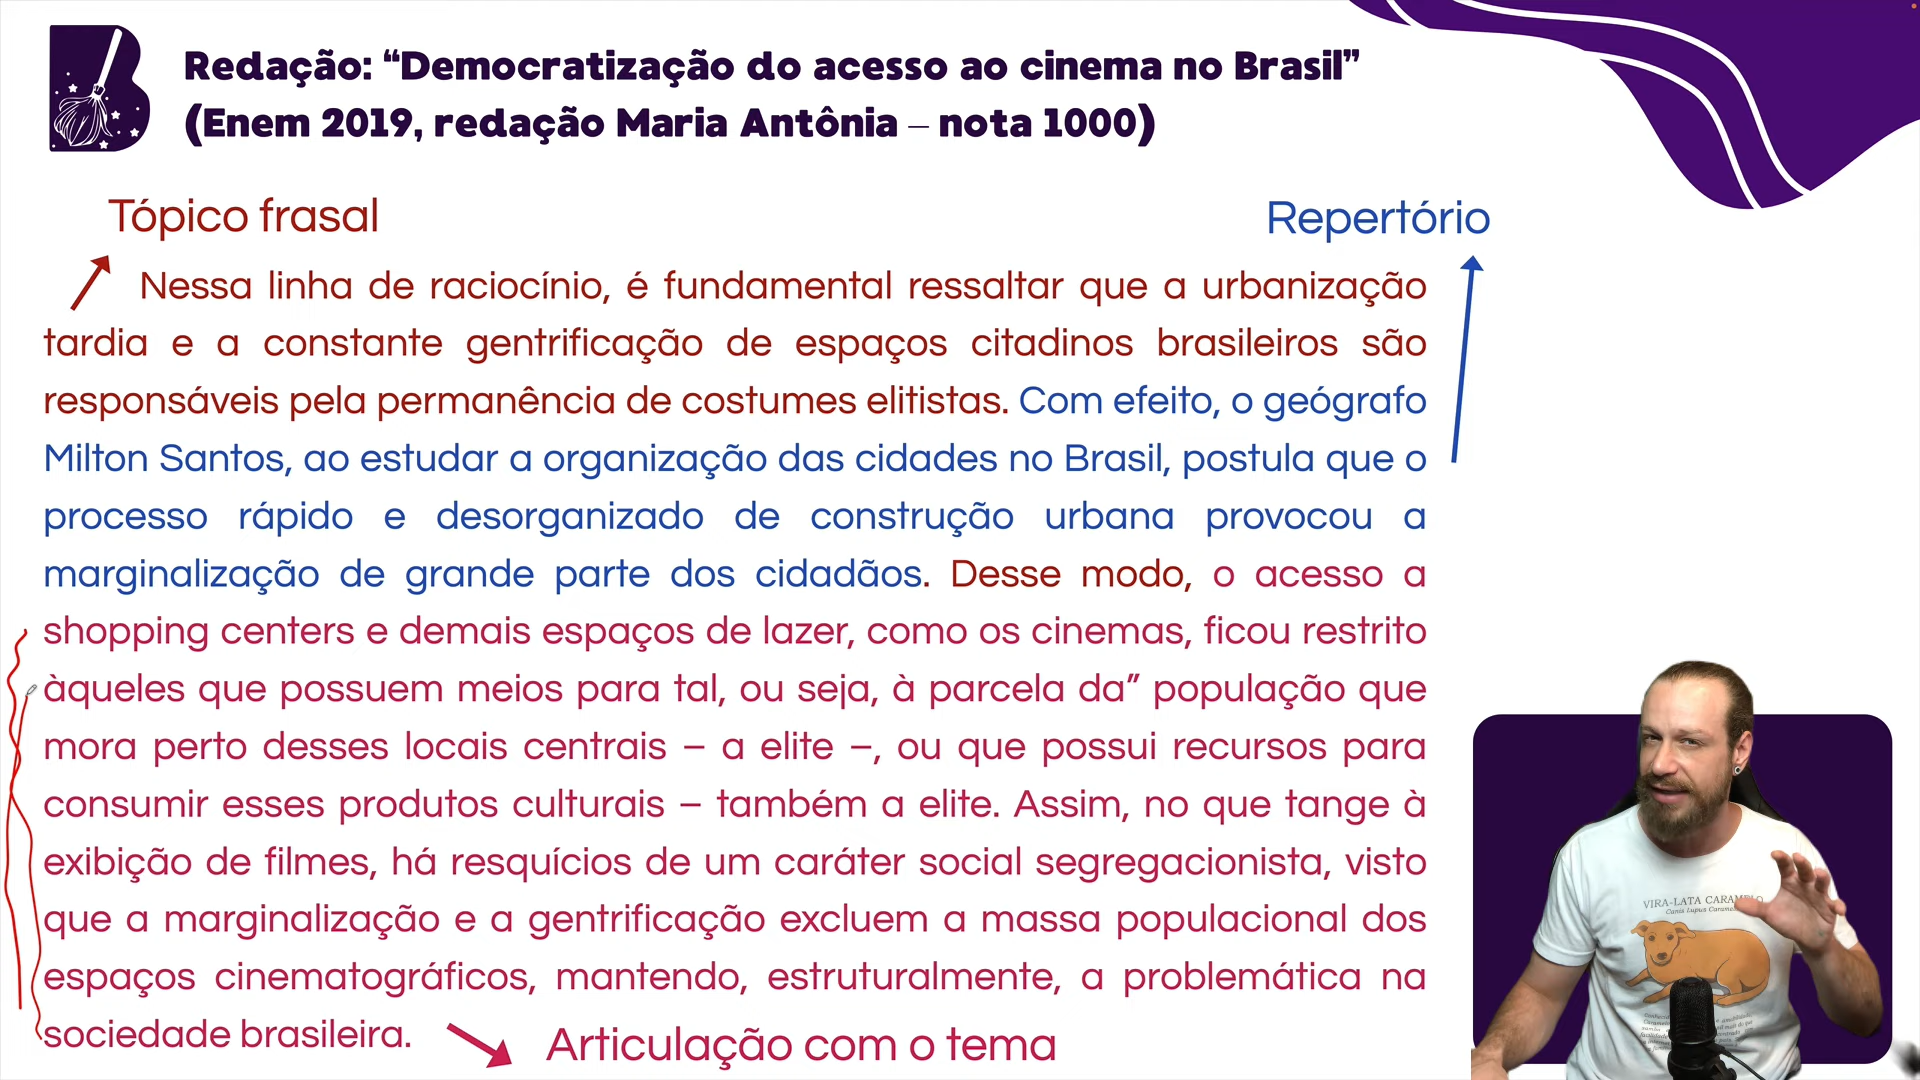 Redação: “Democratização do acesso ao cinema no Brasil”
(Enem 2019, redação Maria Antônia – nota 1000)
Tópico frasal
Repertório
Nessa linha de raciocínio, é fundamental ressaltar que a urbanização
tardia e a constante gentrificação de espaços citadinos brasileiros são
responsáveis pela permanência de costumes elitistas. Com efeito, o geógrafo
Milton Santos, ao estudar a organização das cidades no Brasil, postula que o
processo rápido e desorganizado de construção urbana provocou a
marginalização de grande parte dos cidadãos. Desse modo, o acesso a
shopping centers e demais espaços de lazer, como os cinemas, ficou restrito
àqueles que possuem meios para tal, ou seja, à parcela da” população que
mora perto desses locais centrais – a elite –, ou que possui recursos para
consumir esses produtos culturais – também a elite. Assim, no que tange à
exibição de filmes, há resquícios de um caráter social segregacionista, visto
que a marginalização e a gentrificação excluem a massa populacional dos
espaços cinematográficos, mantendo, estruturalmente, a problemática na
sociedade brasileira.
Articulação com o tema
VIRA-LATA CARAMELO
Canis Lupus